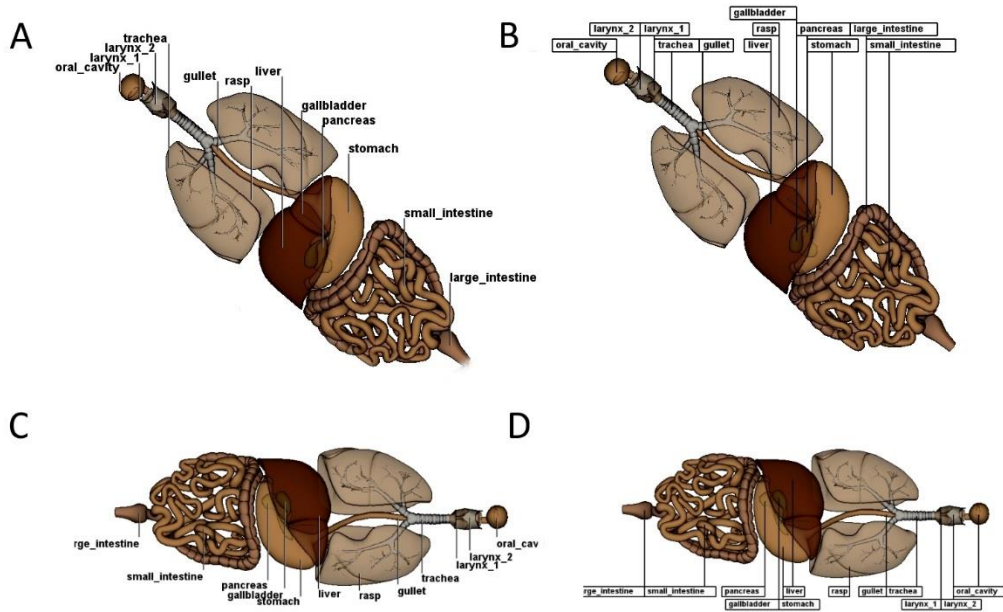 A
trachea
larynx_2
larynx_1
oral_cavity
gullet
rasp
liver
gallbladder
pancreas
stomach
small_intestine
large_intestine
B
gallbladder
larynx_2 larynx_1 rasp pancreas large_intestine
oral_cavity trachea gullet liver stomach small_intestine
C
rge_intestine
small_intestine
pancreas
gallbladder
stomach
liver
rasp
gullet
trachea
larynx_1
larynx_2
oral_cav
D
rge_intestine small_intestine pancreas liver rasp gullet trachea oral_cavity
gallbladder stomach larynx_1 larynx_2